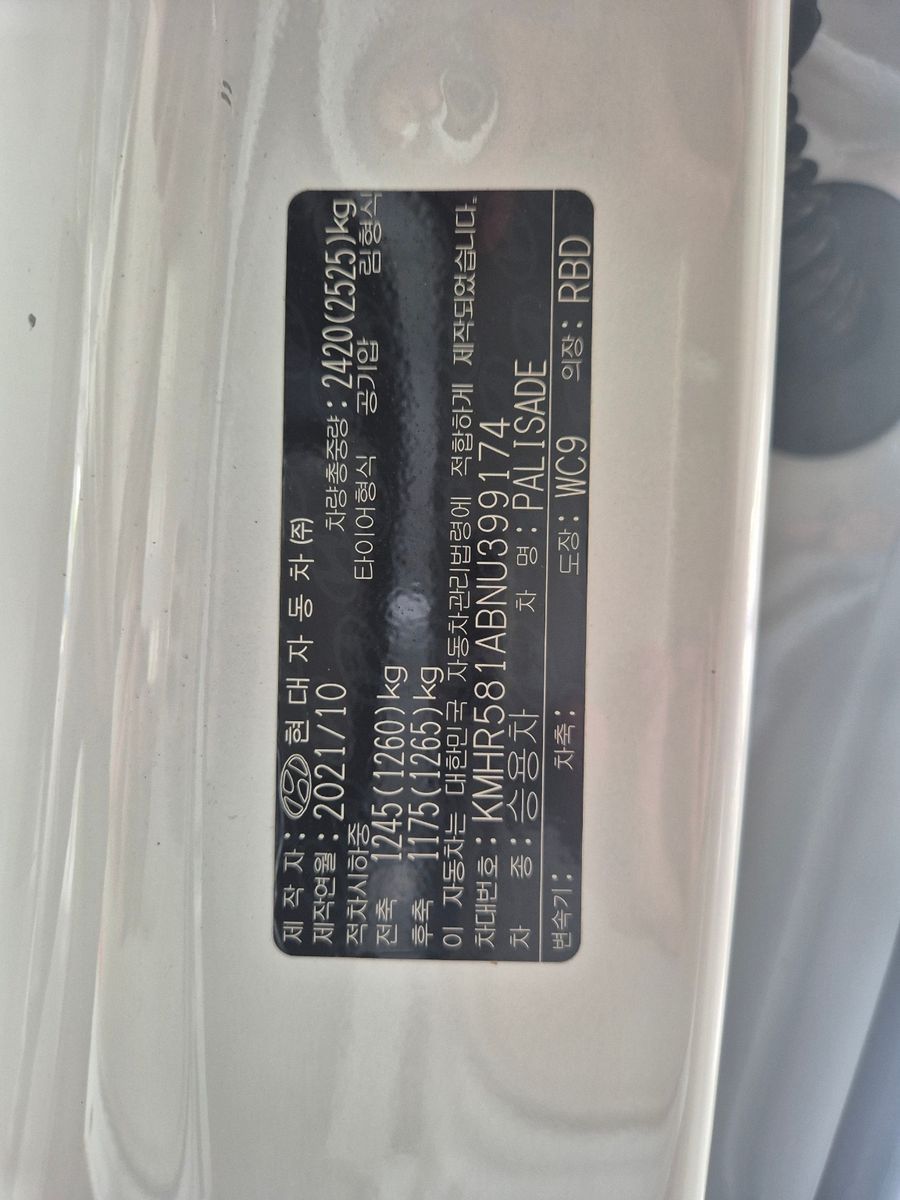 제 작 자 : 현 대 자 동 차 (주)
제작연월 : 2021/10 차량총중량 : 2420(2525)kg
적차시하중 타이어형식 공기압 림형식
전축 1245(1260)kg
후축 1175(1265)kg
이 자동차는 대한민국 자동차관리법령에 적합하게 제작되었습니다.
차대번호 : KMHR581ABNU399174
차 종 : 승용차 차 명 : PALISADE
변속기 : 차축 : 도장 : WC9 의장 : RBD